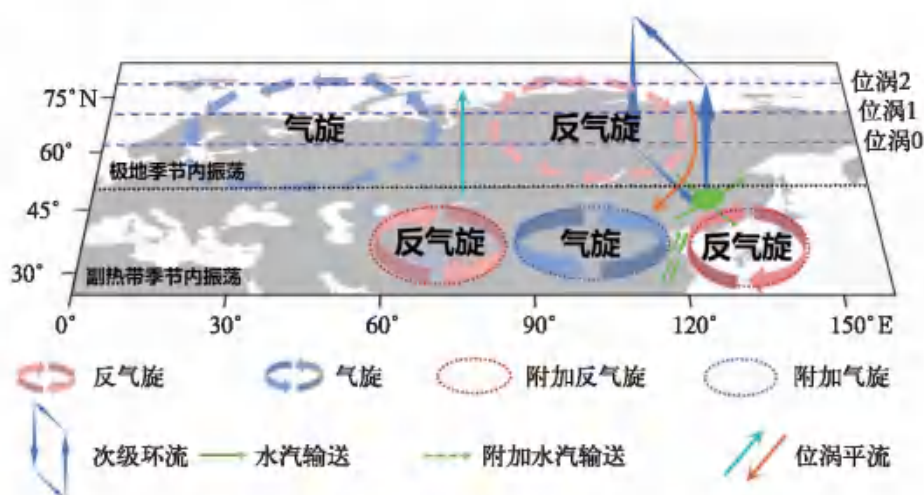 75°N
60°
45°
30°
气旋
反气旋
位涡2
位涡1
位涡0
极地季节内振荡
反气旋
气旋
反气旋
副热带季节内振荡
0°
30°
60°
90°
120°
150°E
反气旋
气旋
附加反气旋
附加气旋
次级环流
水汽输送
附加水汽输送
位涡平流